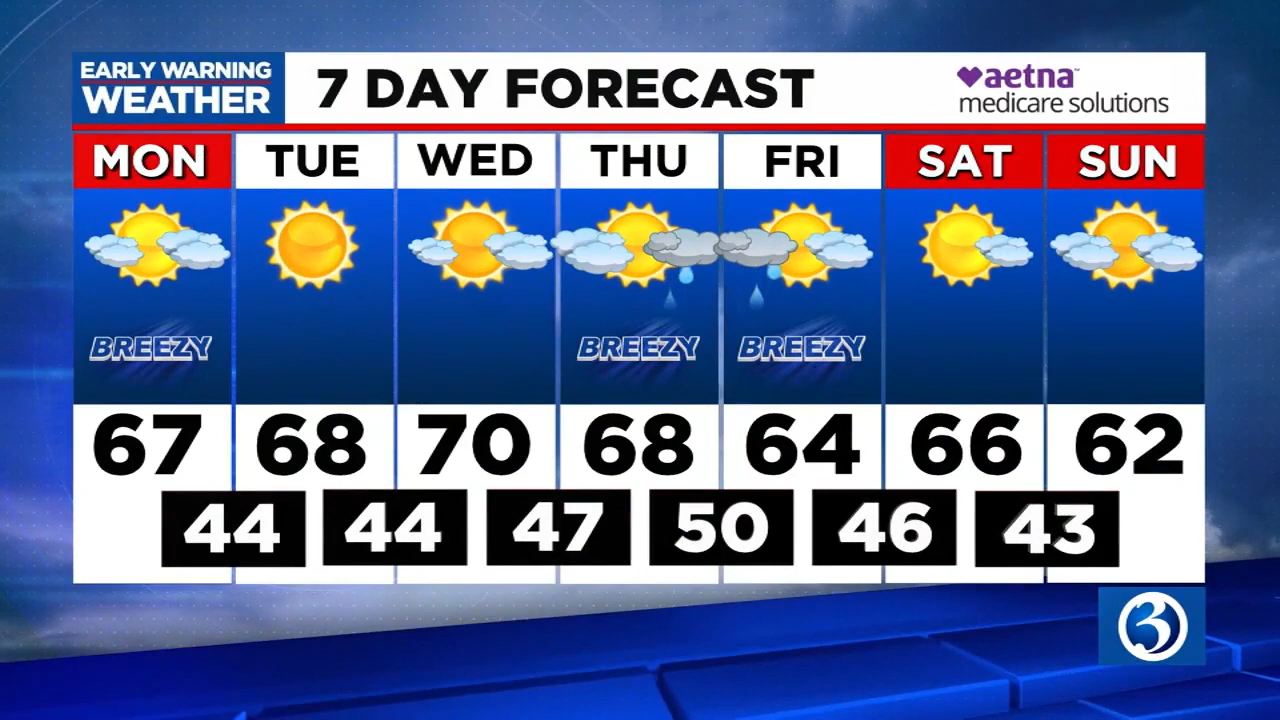 EARLY WARNING
WEATHER
7 DAY FORECAST
aetna™
medicare solutions
MON TUE WED THU FRI SAT SUN
BREEZY BREEZY BREEZY
67 68 70 68 64 66 62
44 44 47 50 46 43
3